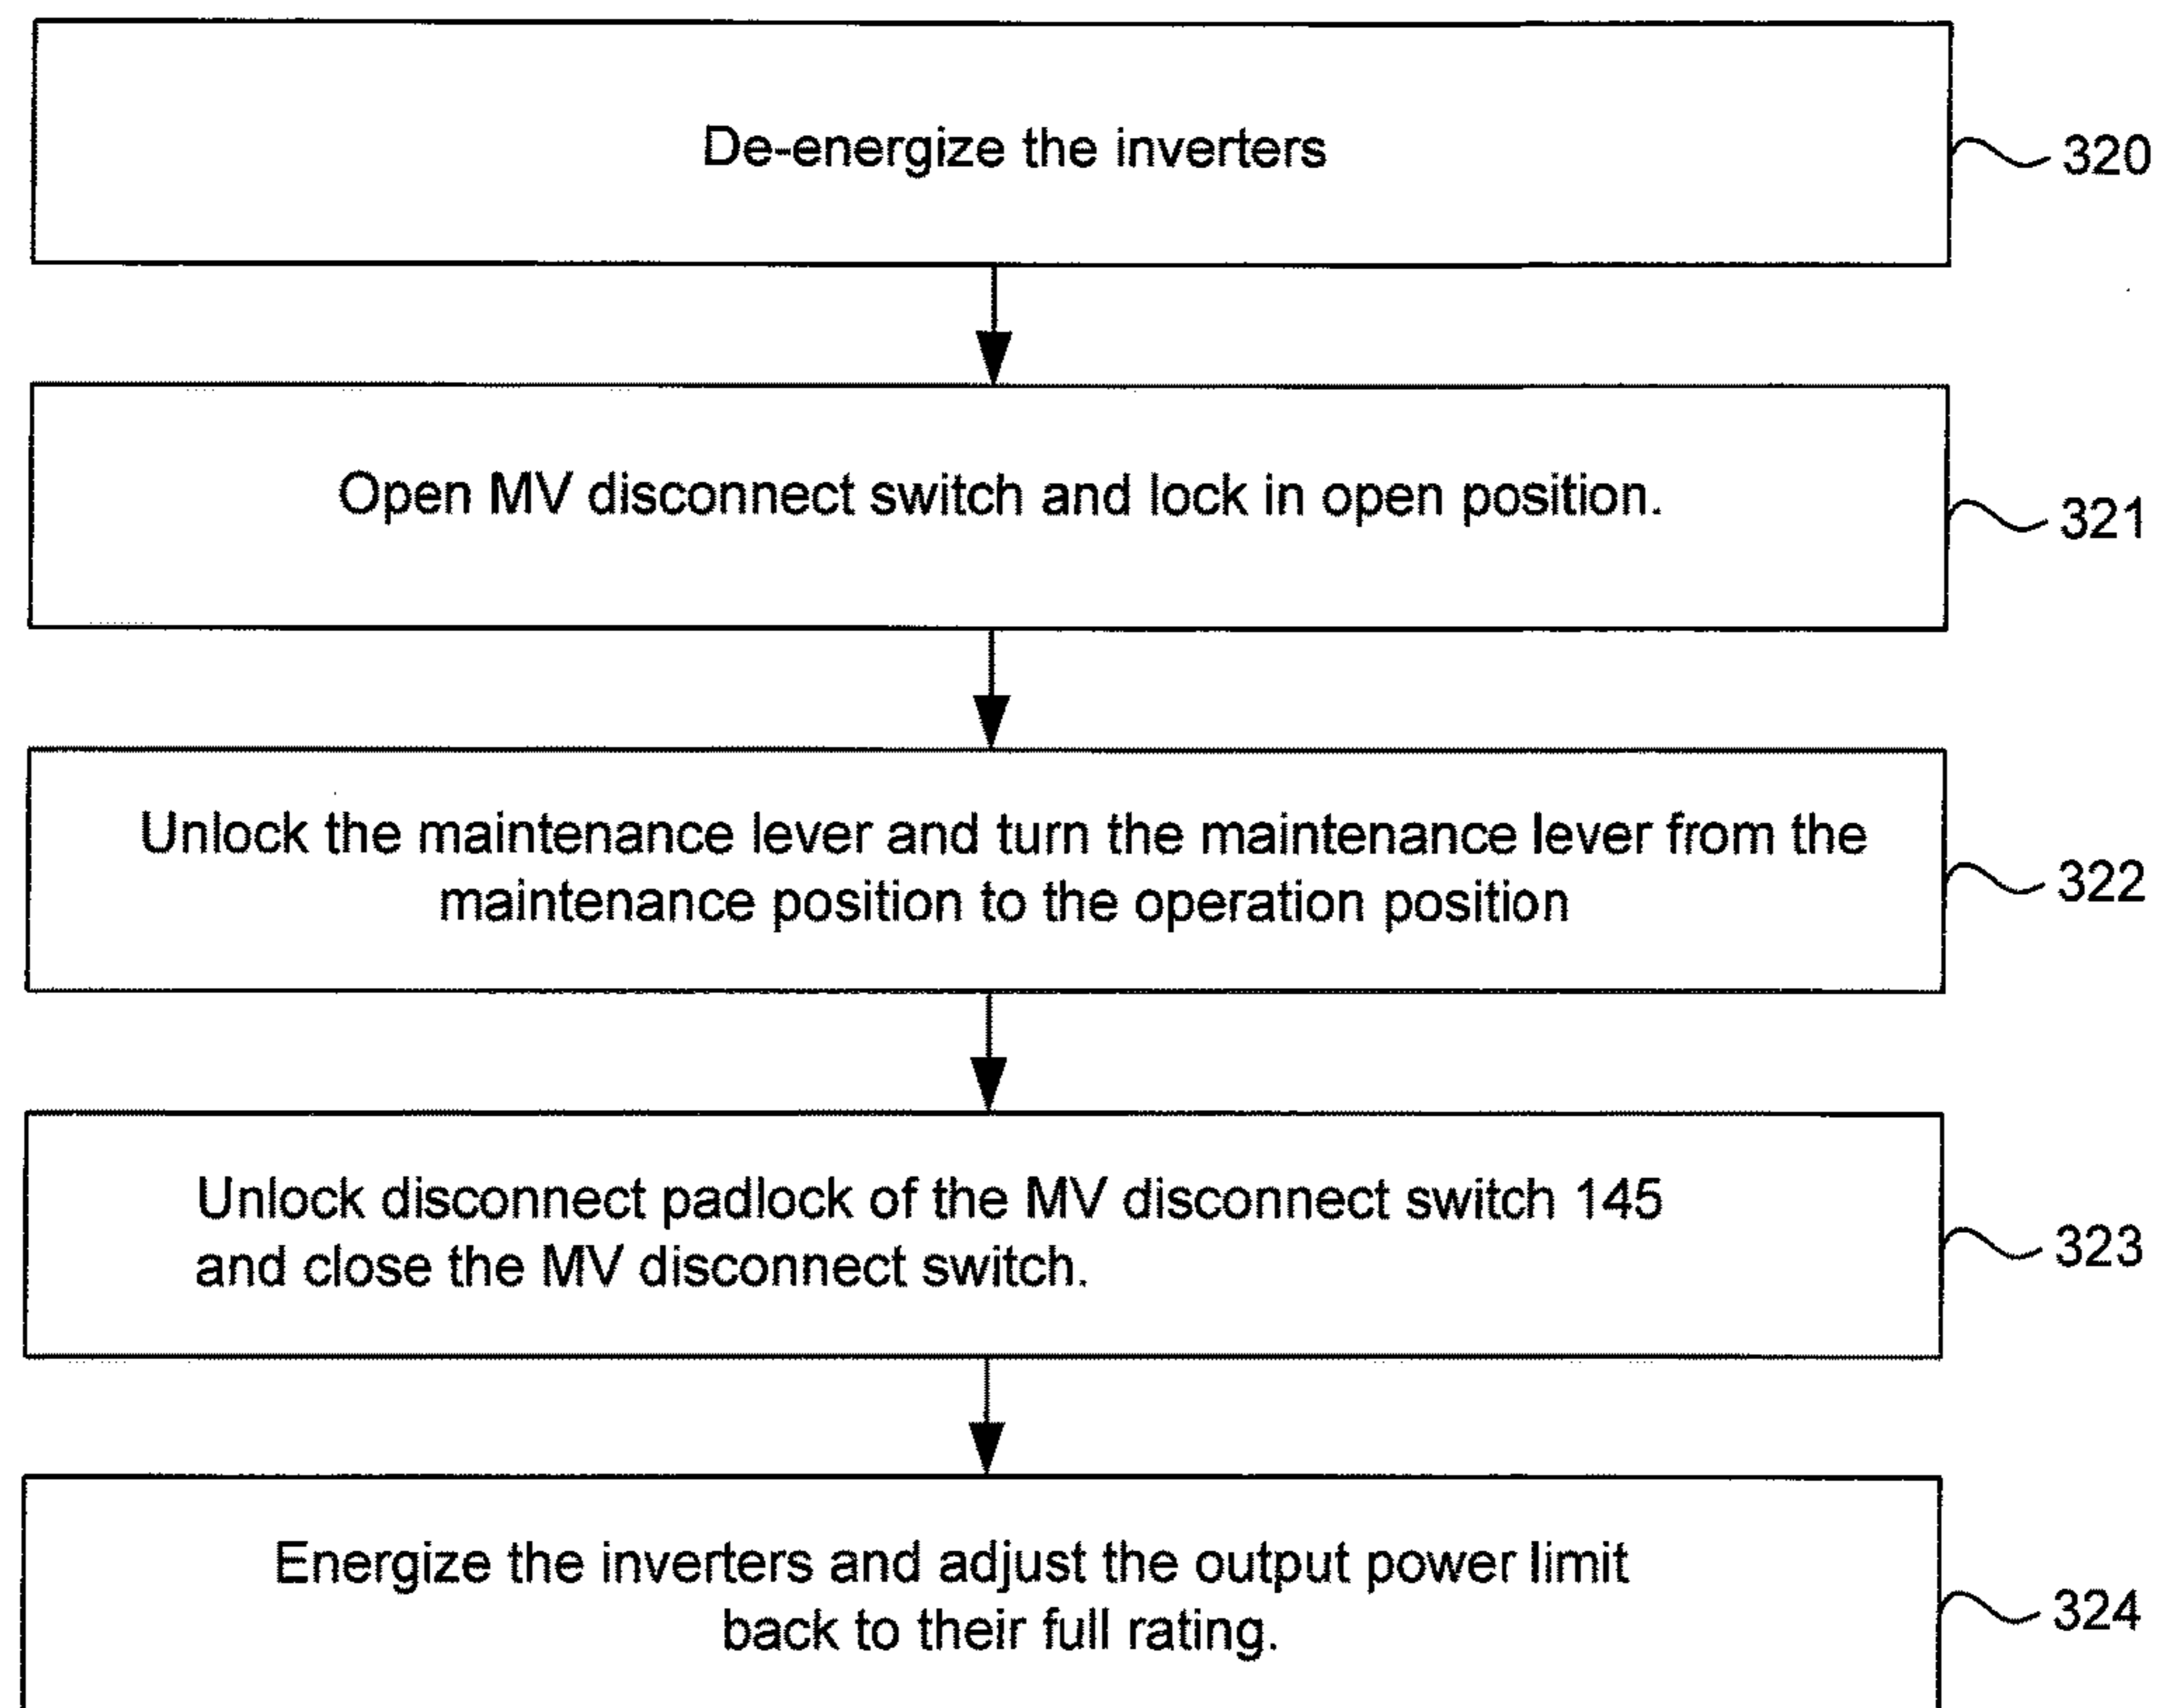 De-energize the inverters
320
Open MV disconnect switch and lock in open position.
321
Unlock the maintenance lever and turn the maintenance lever from the
maintenance position to the operation position
322
Unlock disconnect padlock of the MV disconnect switch 145
and close the MV disconnect switch.
323
Energize the inverters and adjust the output power limit
back to their full rating.
324